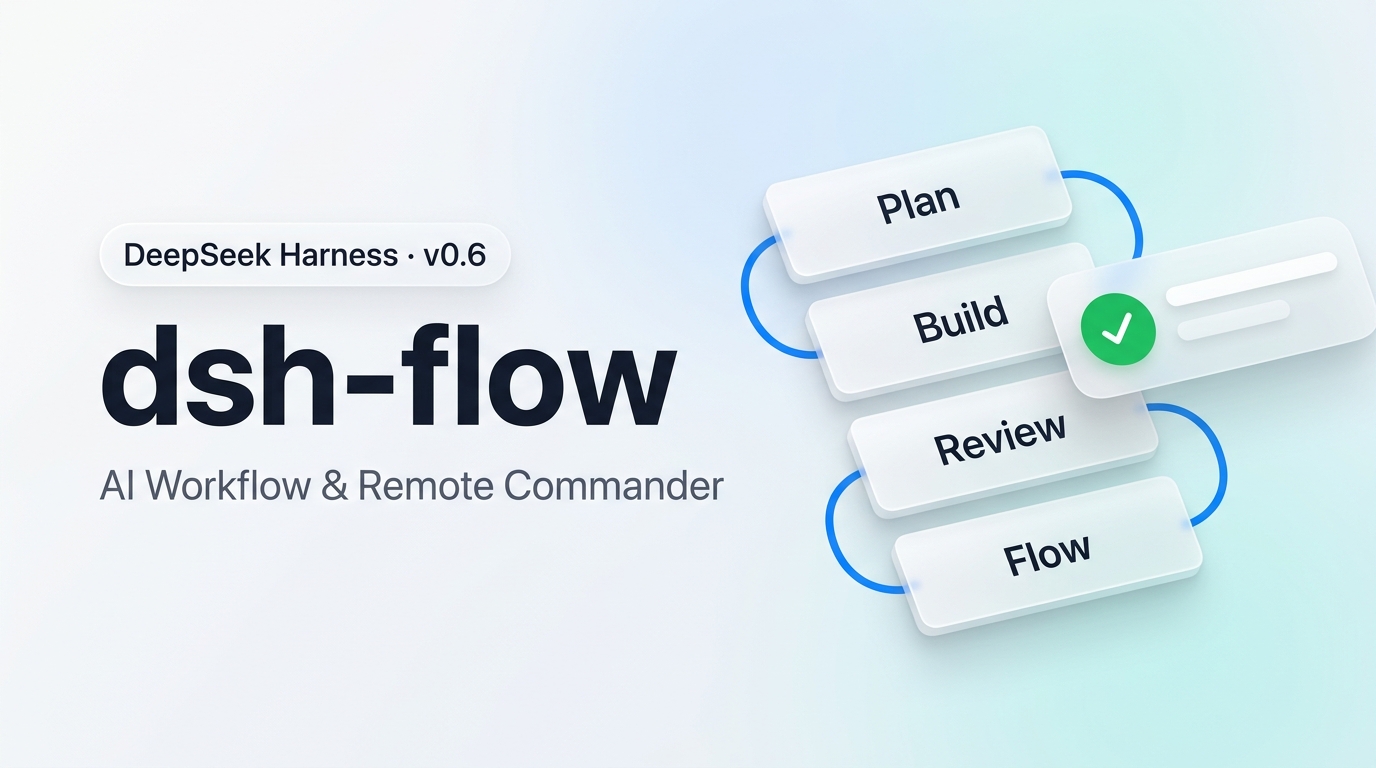 DeepSeek Harness · v0.6
dsh-flow
AI Workflow & Remote Commander
Plan
Build
Review
Flow